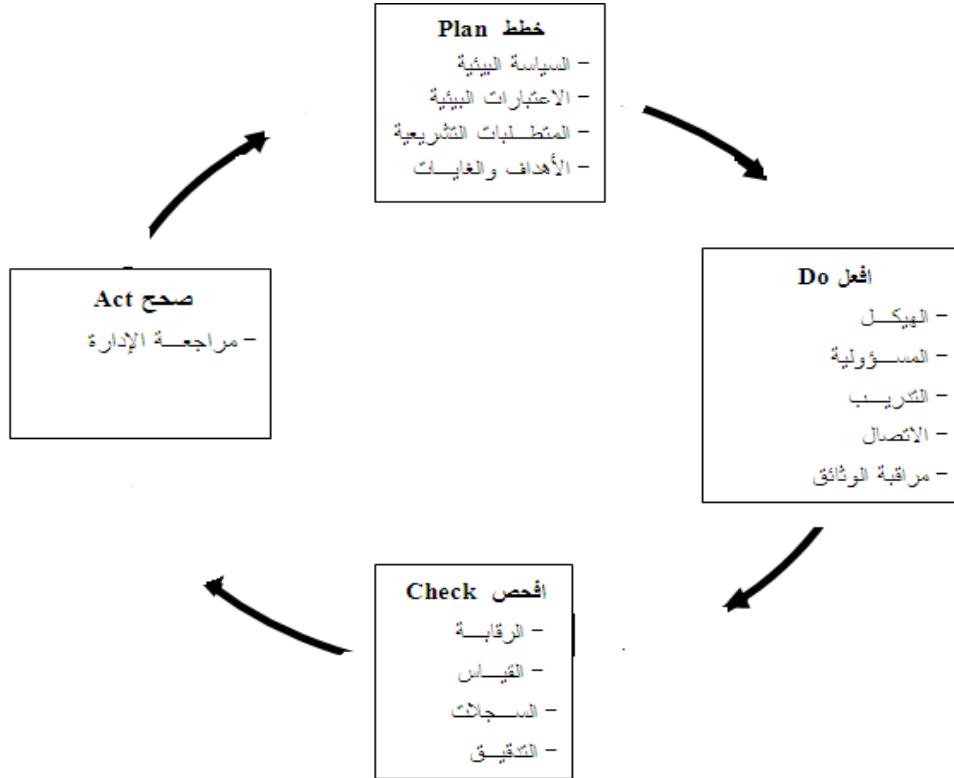 خطط Plan
- السياسة البيئية
- الاعتبارات البيئية
- المتطلبات التشريعية
- الأهداف والغايات
افعل Do
- الهيكل
- المسؤولية
- التدريب
- الاتصال
- مراقبة الوثائق
افحص Check
- الرقابة
- القياس
- السجلات
- التدقيق
صحح Act
- مراجعة الإدارة